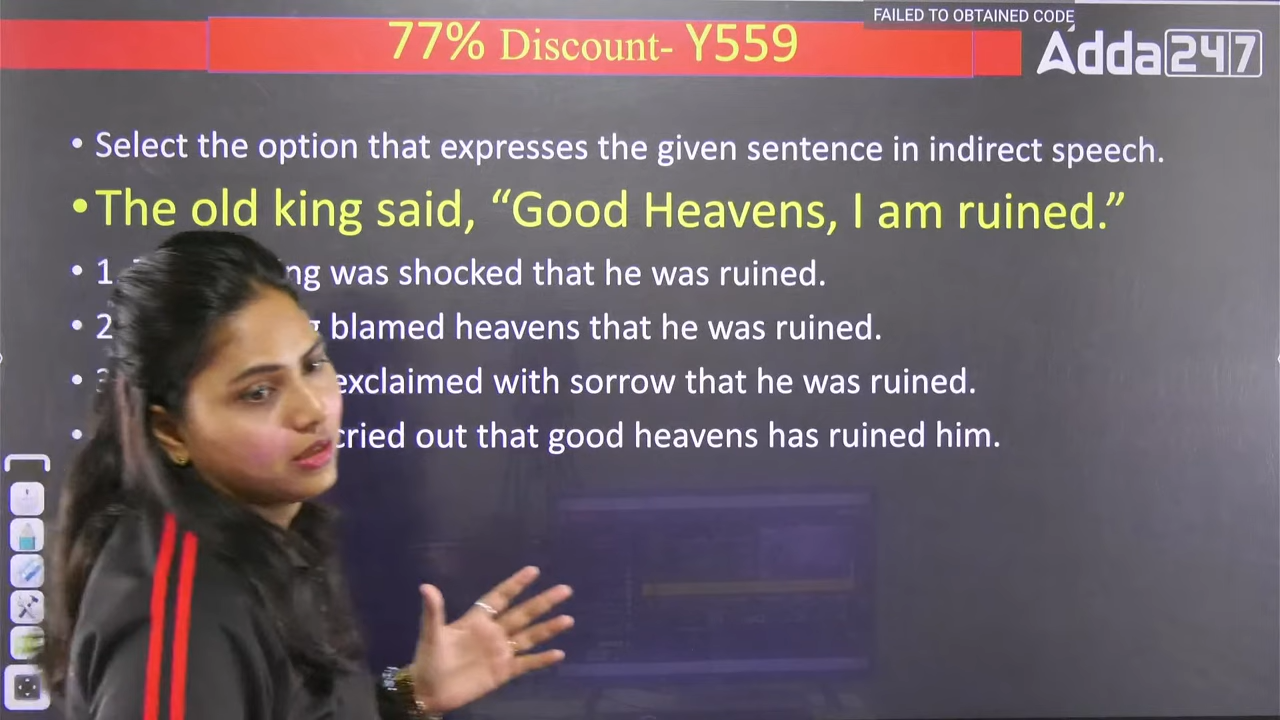 FAILED TO OBTAINED CODE
77% Discount- Y559
Adda247
• Select the option that expresses the given sentence in indirect speech.
• The old king said, “Good Heavens, I am ruined.”
• 1 was shocked that he was ruined.
• 2 blamed heavens that he was ruined.
• exclaimed with sorrow that he was ruined.
• cried out that good heavens has ruined him.